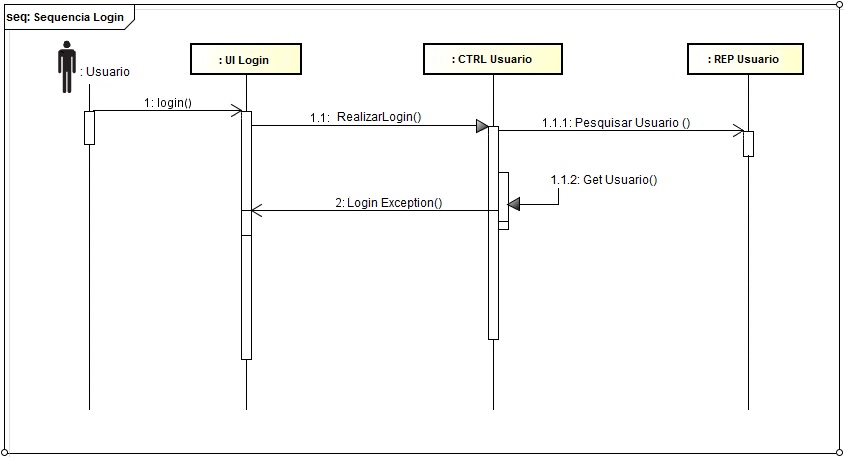 seq: Sequencia Login
: Usuario
: UI Login
: CTRL Usuario
: REP Usuario
1: login()
1.1: RealizarLogin()
1.1.1: Pesquisar Usuario ()
1.1.2: Get Usuario()
2: Login Exception()